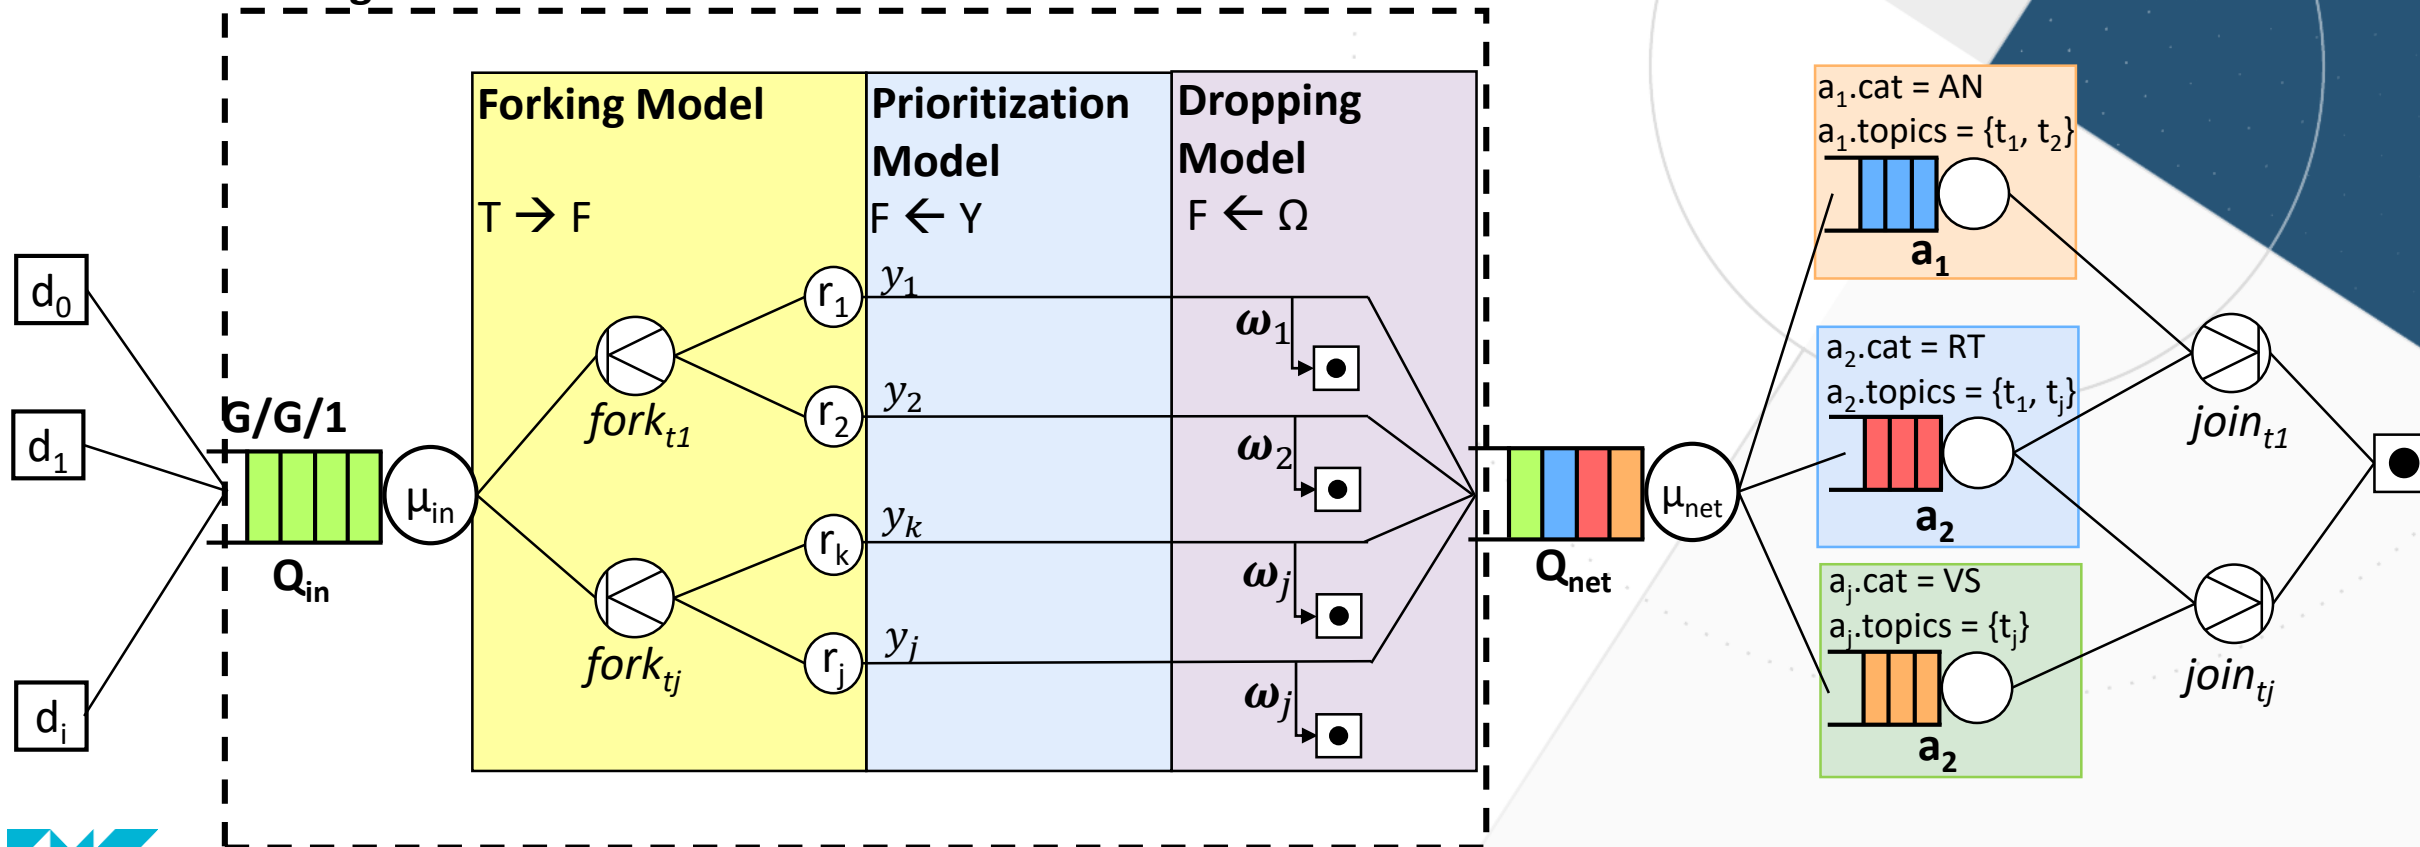 Forking Model
T → F
Prioritization
Model
F ← Y
Dropping
Model
F ← Ω
d0
d1
di
G/G/1
Qin
μin
forkt1
forktj
r1
r2
rk
rj
y1
y2
yk
yj
ω1
ω2
ωj
ωj
Qnet
μnet
a1.cat = AN
a1.topics = {t1, t2}
a1
a2.cat = RT
a2.topics = {t1, tj}
a2
aj.cat = VS
aj.topics = {tj}
a2
joint1
jointj